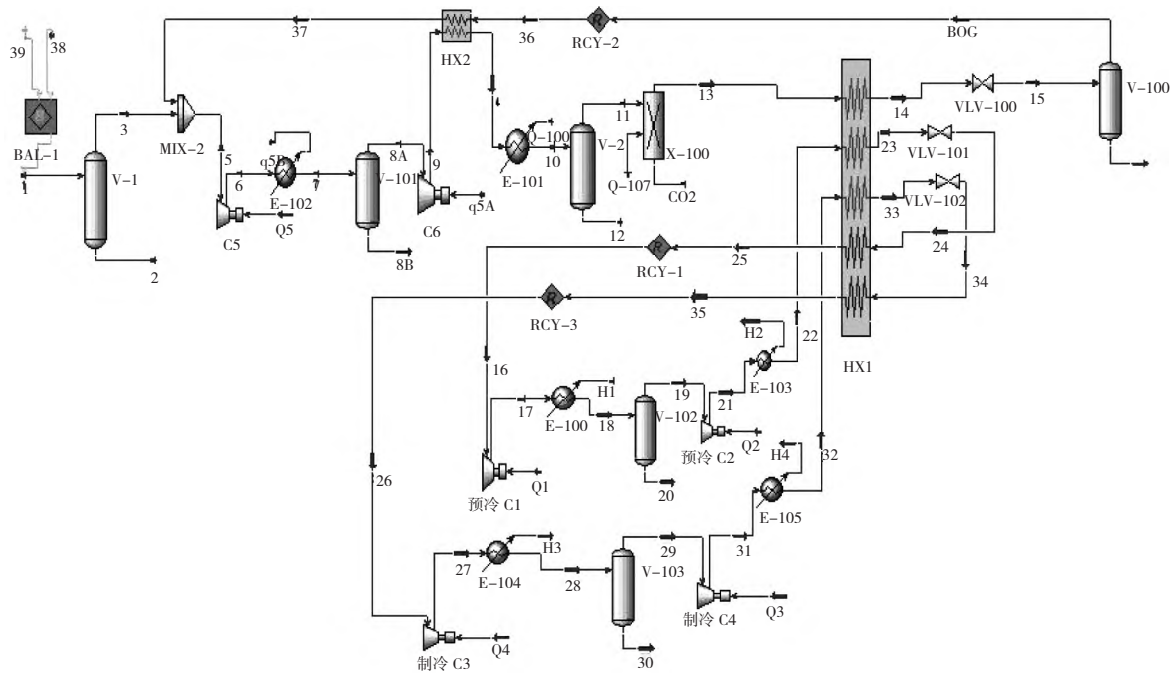 37
36
RCY-2
BOG
HX2
39
38
BAL-1
1
3
V-1
2
MIX-2
5
6
C5
Q5
q5B
E-102
7
V-101
8A
8B
9
C6
q5A
Q-100
E-101
10
V-2
11
12
13
X-100
Q-107
CO2
14
VLV-100
15
V-100
23
VLV-101
33
VLV-102
24
34
25
RCY-1
35
RCY-3
HX1
22
H2
E-103
16
17
H1
E-100
18
19
V-102
20
21
Q2
预冷 C2
Q1
预冷 C1
32
H4
E-105
26
27
H3
E-104
28
29
V-103
30
31
Q3
制冷 C4
Q4
制冷 C3